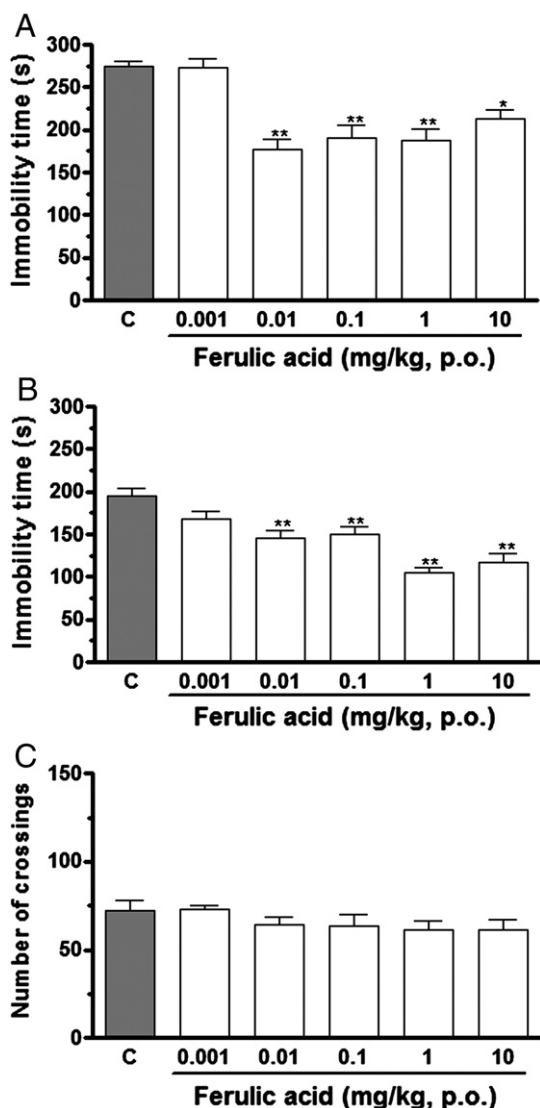 A
Immobility time (s)
300
250
200
150
100
50
0
** ** ** *
C 0.001 0.01 0.1 1 10
Ferulic acid (mg/kg, p.o.)
B
Immobility time (s)
300
250
200
150
100
50
0
** ** ** **
C 0.001 0.01 0.1 1 10
Ferulic acid (mg/kg, p.o.)
C
Number of crossings
150
100
50
0
C 0.001 0.01 0.1 1 10
Ferulic acid (mg/kg, p.o.)